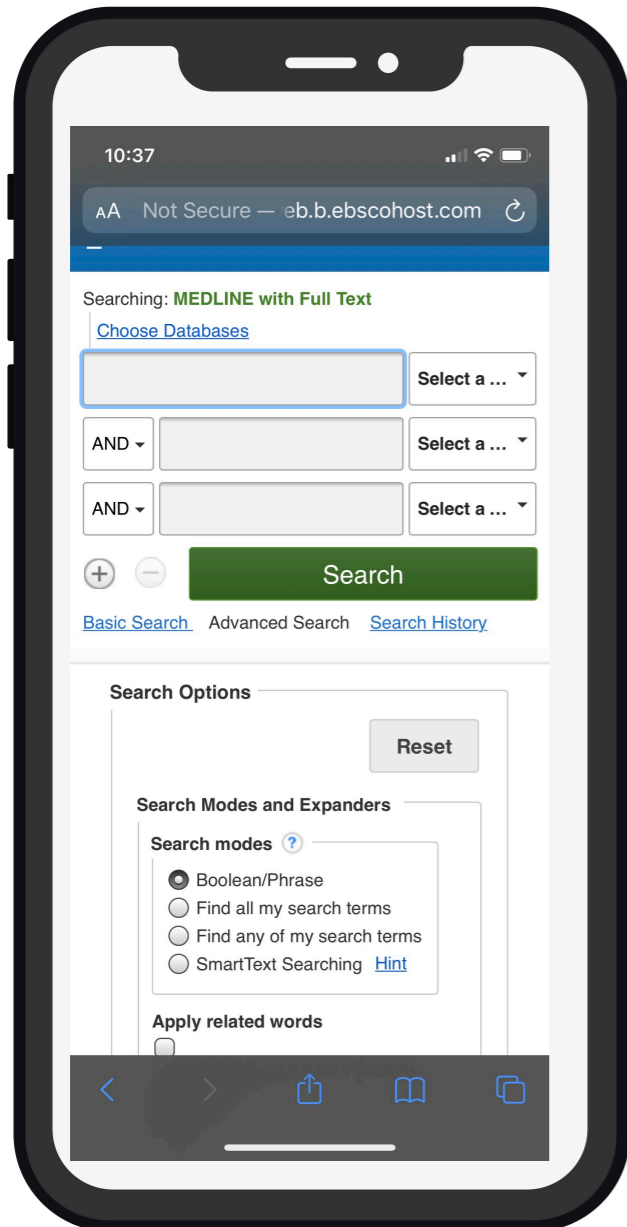 10:37
AA Not Secure — eb.b.ebscohost.com
Searching: MEDLINE with Full Text
Choose Databases
Select a ...
AND Select a ...
AND Select a ...
Search
Basic Search Advanced Search Search History
Search Options
Reset
Search Modes and Expanders
Search modes ?
Boolean/Phrase
Find all my search terms
Find any of my search terms
SmartText Searching Hint
Apply related words